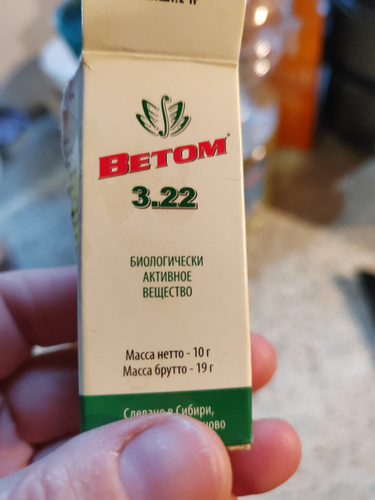 ВЕТОМ®
3.22
БИОЛОГИЧЕСКИ
АКТИВНОЕ
ВЕЩЕСТВО
Масса нетто - 10 г
Масса брутто - 19 г
Сделано в Сибири,